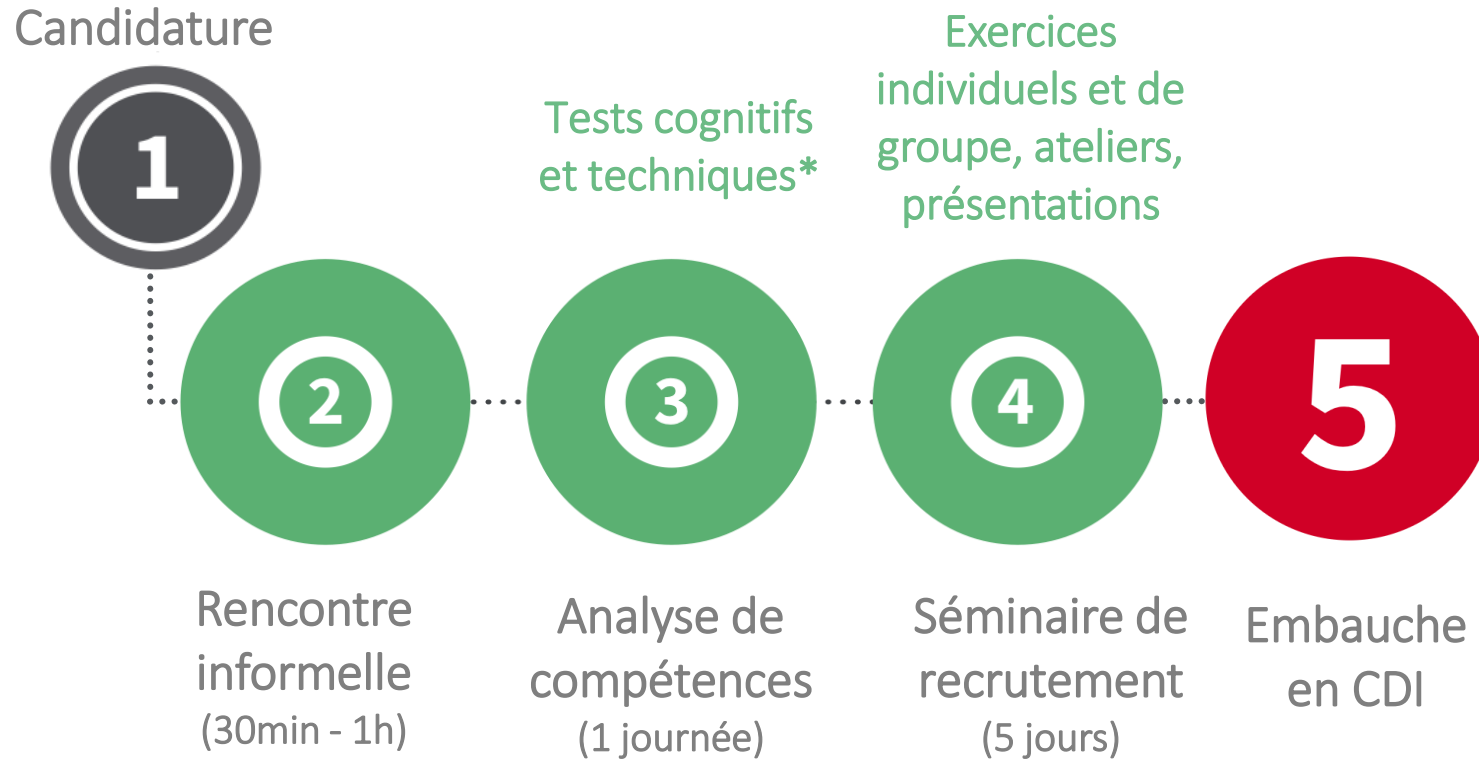 Candidature
1
Tests cognitifs
et techniques*
Exercices
individuels et de
groupe, ateliers,
présentations
2
3
4
5
Rencontre
informelle
(30min - 1h)
Analyse de
compétences
(1 journée)
Séminaire de
recrutement
(5 jours)
Embauche
en CDI